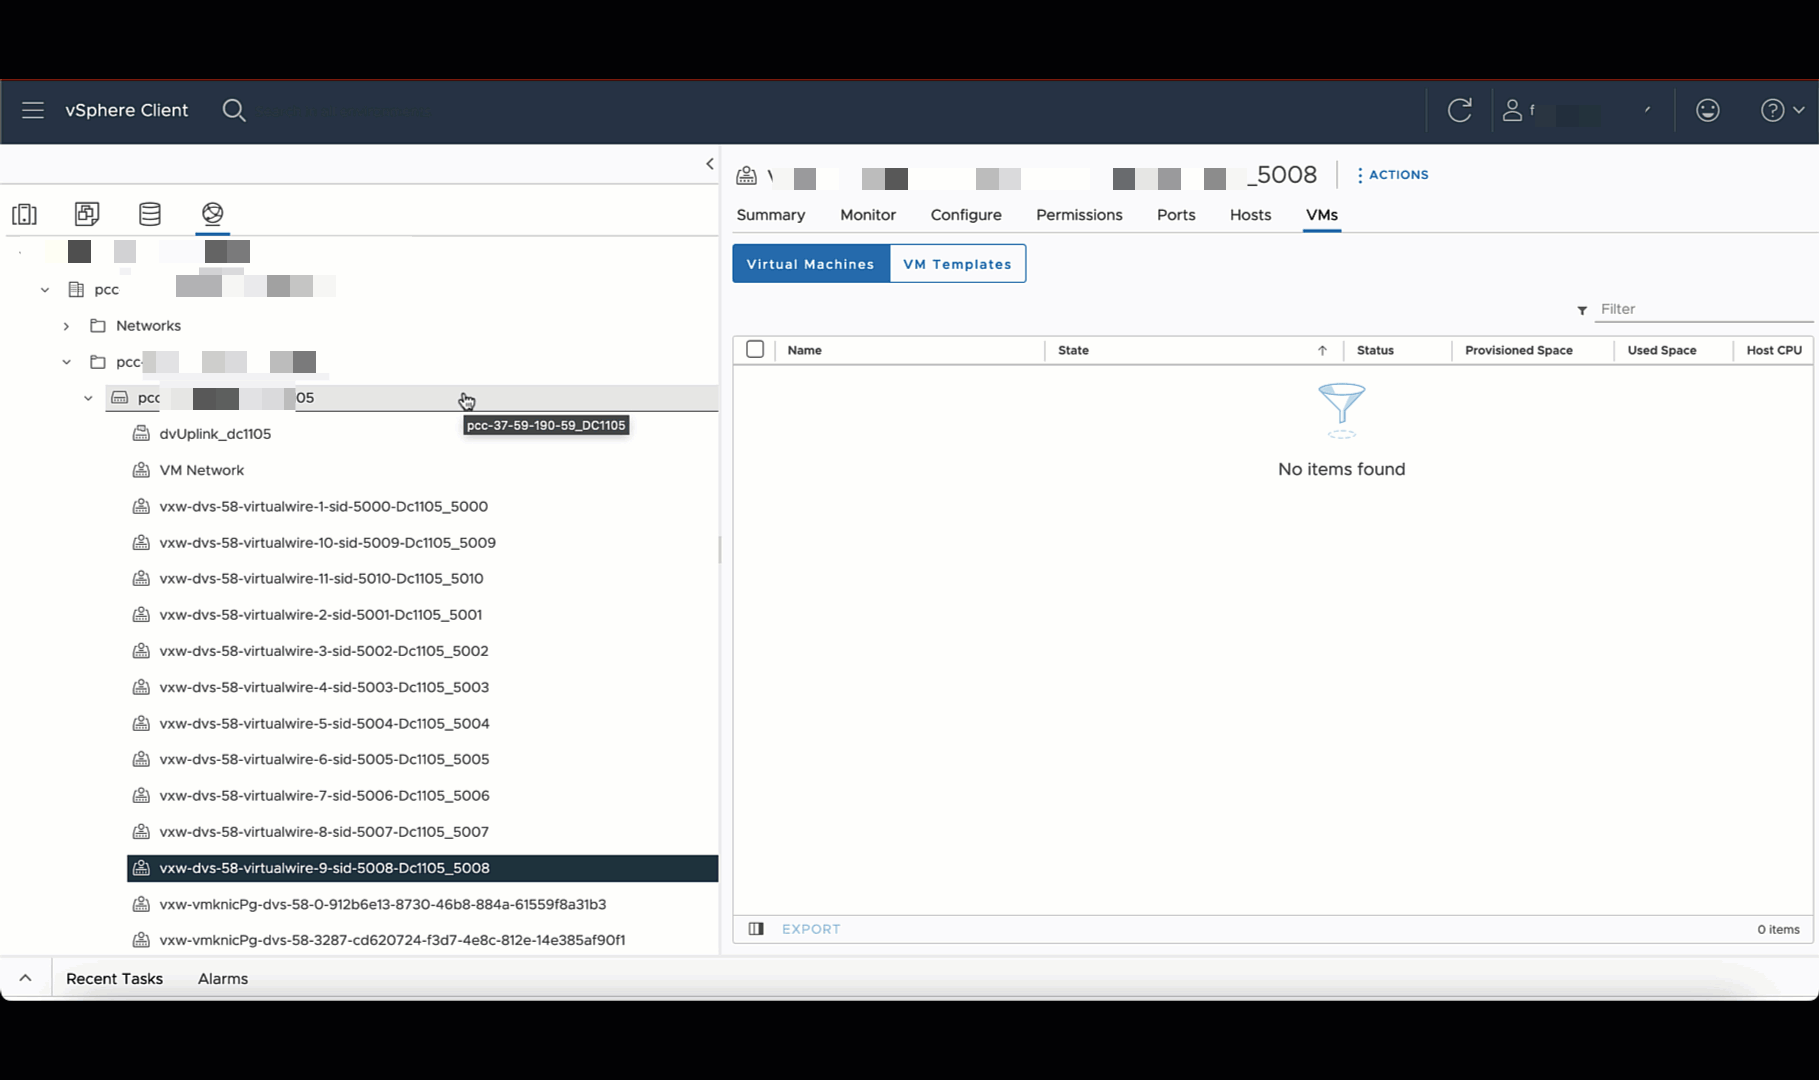 vSphere Client
f
_5008
ACTIONS
Summary Monitor Configure Permissions Ports Hosts VMs
Virtual Machines VM Templates
pcc
Networks
Filter
pcc-
Name State Status Provisioned Space Used Space Host CPU
pcc 05
pcc-37-59-190-59_DC1105
dvUplink_dc1105
VM Network
No items found
vxw-dvs-58-virtualwire-1-sid-5000-Dc1105_5000
vxw-dvs-58-virtualwire-10-sid-5009-Dc1105_5009
vxw-dvs-58-virtualwire-11-sid-5010-Dc1105_5010
vxw-dvs-58-virtualwire-2-sid-5001-Dc1105_5001
vxw-dvs-58-virtualwire-3-sid-5002-Dc1105_5002
vxw-dvs-58-virtualwire-4-sid-5003-Dc1105_5003
vxw-dvs-58-virtualwire-5-sid-5004-Dc1105_5004
vxw-dvs-58-virtualwire-6-sid-5005-Dc1105_5005
vxw-dvs-58-virtualwire-7-sid-5006-Dc1105_5006
vxw-dvs-58-virtualwire-8-sid-5007-Dc1105_5007
vxw-dvs-58-virtualwire-9-sid-5008-Dc1105_5008
vxw-vmknicPg-dvs-58-0-912b6e13-8730-46b8-884a-61559f8a31b3
vxw-vmknicPg-dvs-58-3287-cd620724-f3d7-4e8c-812e-14e385af90f1
EXPORT 0 items
Recent Tasks Alarms